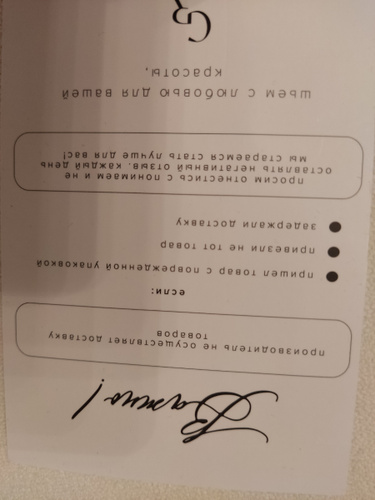 Важно!
производитель не осуществляет доставку
товаров
если:
пришел товар с поврежденной упаковкой
привезли не тот товар
задержали доставку
просим отнестись с понимаем и не
оставлять негативный отзыв. каждый день
мы стараемся стать лучше для вас!
шьем с любовью для вашей
красоты.